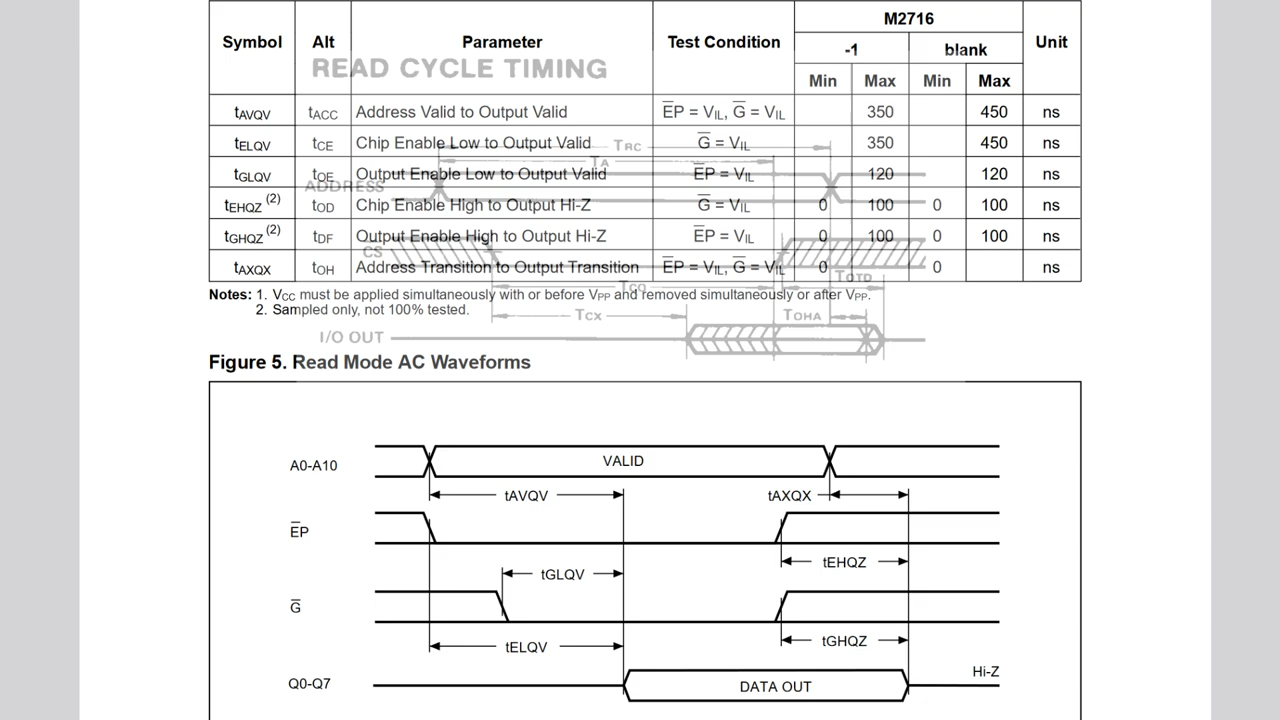 M2716
Symbol Alt Parameter Test Condition -1 blank Unit
READ CYCLE TIMING
Min Max Min Max
tAVQV tACC Address Valid to Output Valid E̅P = VIL, G̅ = VIL 350 450 ns
tELQV tCE Chip Enable Low to Output Valid G̅ = VIL 350 450 ns
TRC
TA
tGLQV tOE Output Enable Low to Output Valid E̅P = VIL 120 120 ns
ADDRESS
tEHQZ (2) tOD Chip Enable High to Output Hi-Z G̅ = VIL 0 100 0 100 ns
tGHQZ (2) tDF Output Enable High to Output Hi-Z E̅P = VIL 0 100 0 100 ns
CS
tAXQX tOH Address Transition to Output Transition E̅P = VIL, G̅ = VIL 0 0 ns
TOTD
TCO
Notes: 1. VCC must be applied simultaneously with or before VPP and removed simultaneously or after VPP.
2. Sampled only, not 100% tested.
TCX TOHA
I/O OUT
Figure 5. Read Mode AC Waveforms
A0-A10 VALID
tAVQV tAXQX
E̅P
tEHQZ
tGLQV
G̅
tGHQZ
tELQV
Hi-Z
Q0-Q7 DATA OUT